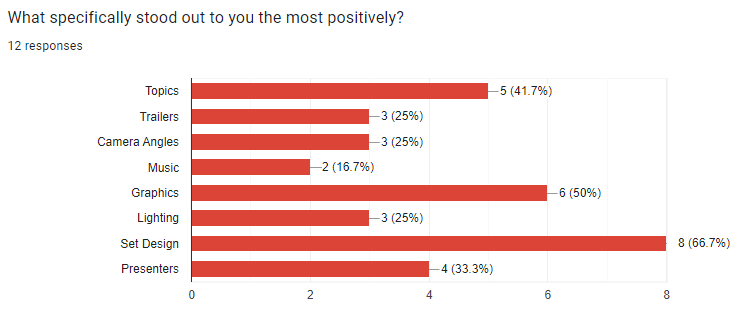 What specifically stood out to you the most positively?
12 responses
Topics 5 (41.7%)
Trailers 3 (25%)
Camera Angles 3 (25%)
Music 2 (16.7%)
Graphics 6 (50%)
Lighting 3 (25%)
Set Design 8 (66.7%)
Presenters 4 (33.3%)
0 2 4 6 8